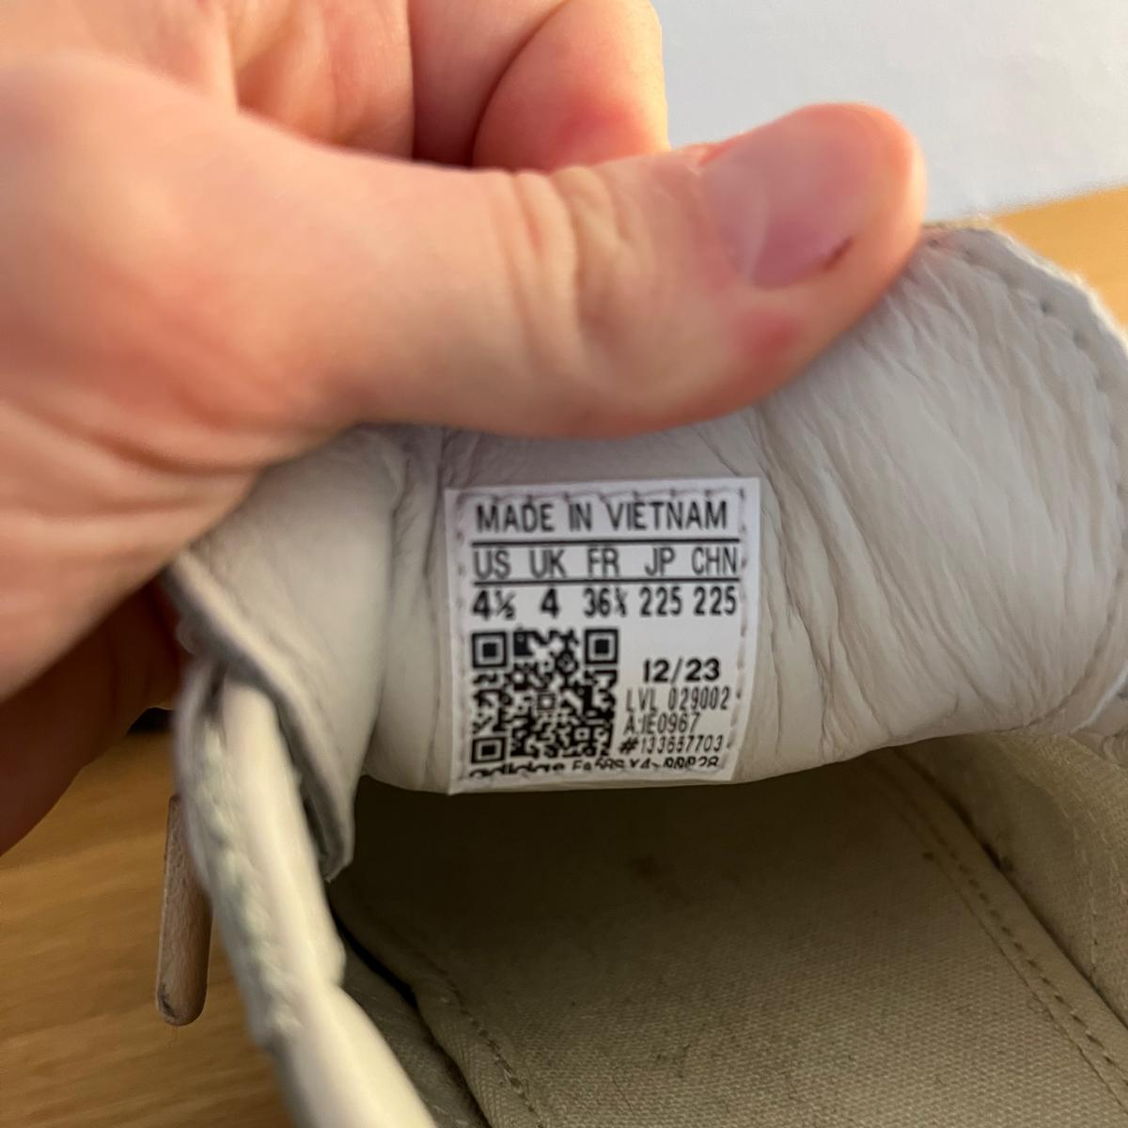 MADE IN VIETNAM
US UK FR JP CHN
4½ 4 36⅔ 225 225
12/23
LVL 029002
A:IE0967
#133657703
adidas